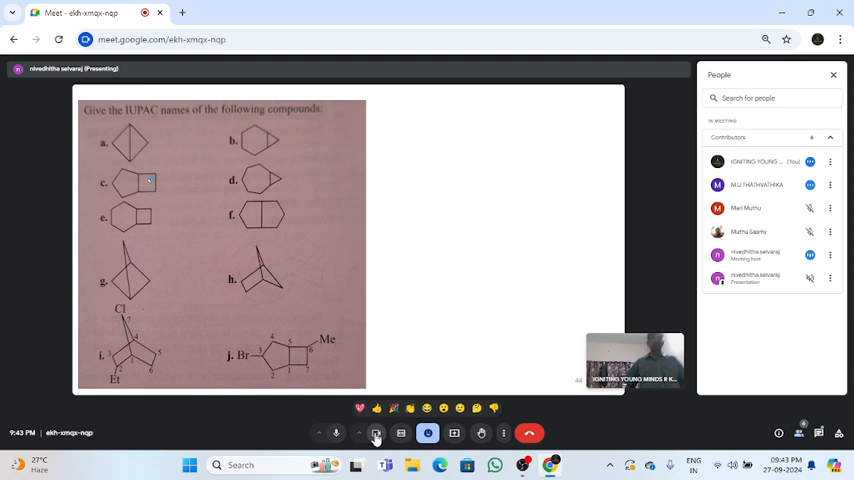 Meet - ekh-xmqx-nqp
meet.google.com/ekh-xmqx-nqp
nivedhitha selvaraj (Presenting)
Give the IUPAC names of the following compounds:
a.
b.
c.
d.
e.
f.
g.
h.
Cl
7
4
3
5
i.
1
2
6
Et
4
5
Me
j. Br
3
6
2
1
7
44
IGNITING YOUNG MINDS R K...
People
Search for people
IN MEETING
Contributors
6
IGNITING YOUNG ... (You)
M.U THATHVATHIKA
Mari Muthu
Muthu Saamy
nivedhitha selvaraj
Meeting host
nivedhitha selvaraj
Presentation
9:43 PM
ekh-xmqx-nqp
6
27°C
Haze
Search
ENG
IN
09:43 PM
27-09-2024